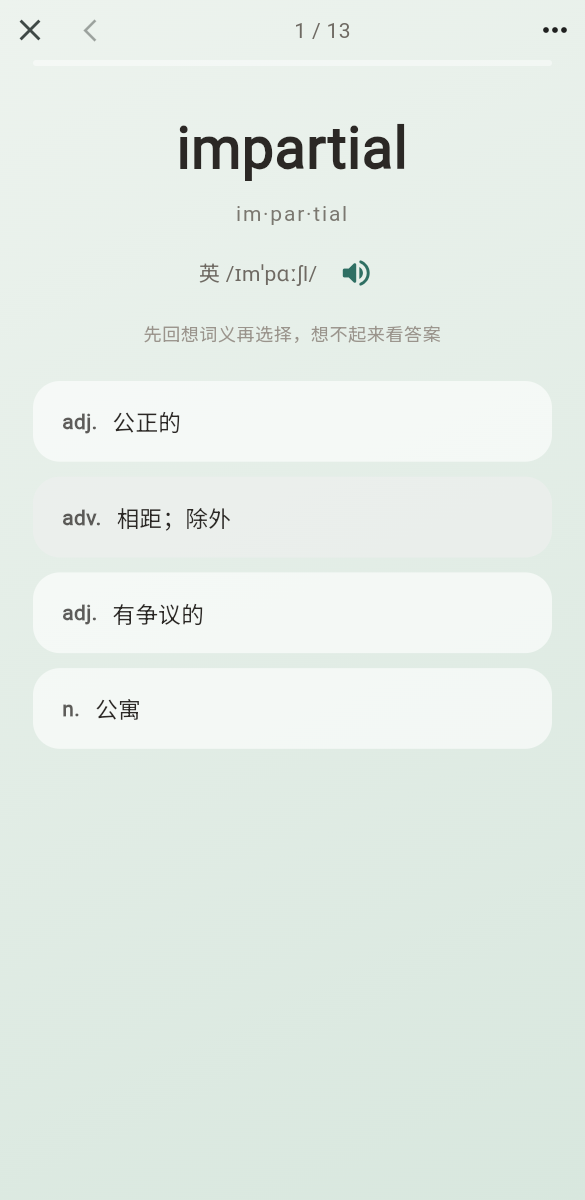 1 / 13
impartial
im·par·tial
英 /ɪmˈpɑːʃl/
先回想词义再选择，想不起来看答案
adj. 公正的
adv. 相距；除外
adj. 有争议的
n. 公寓